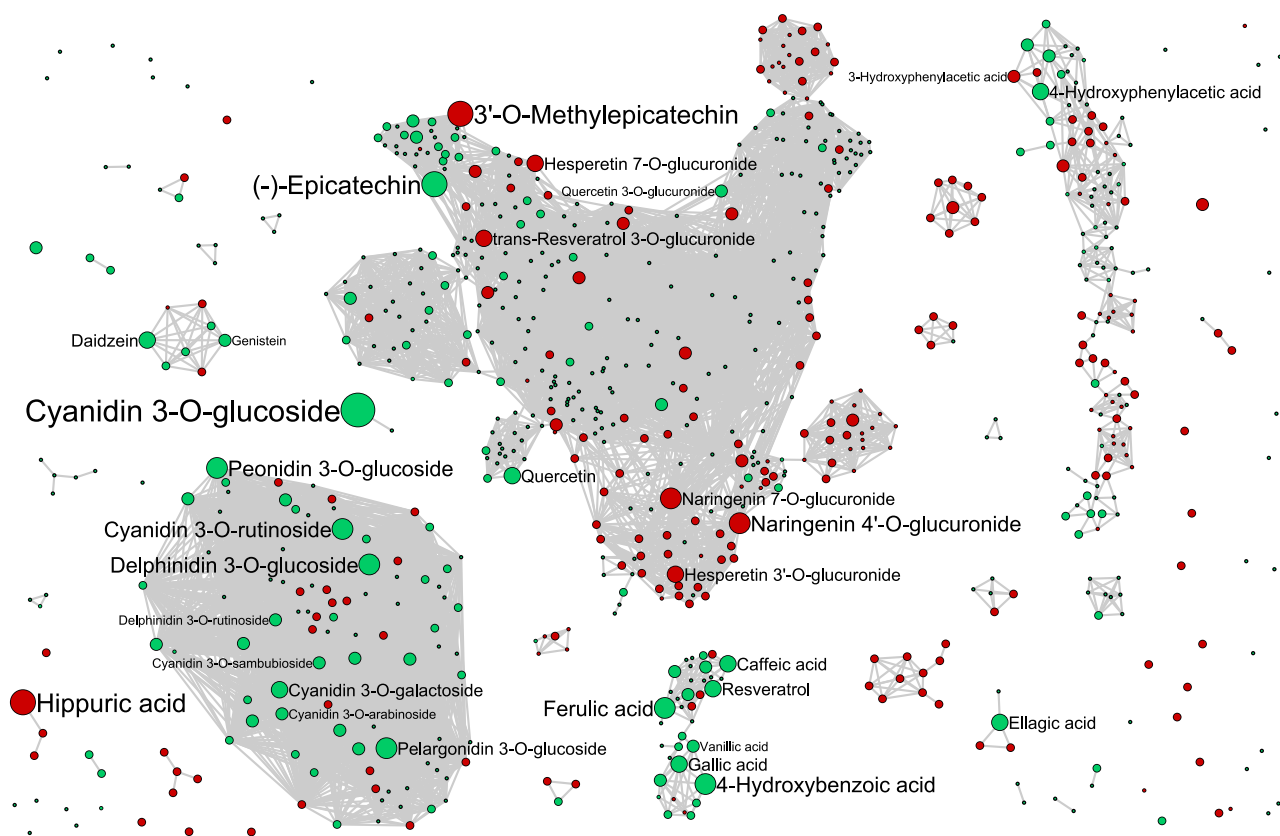 3-Hydroxyphenylacetic acid
4-Hydroxyphenylacetic acid
3'-O-Methylepicatechin
Hesperetin 7-O-glucuronide
(-)-Epicatechin
Quercetin 3-O-glucuronide
trans-Resveratrol 3-O-glucuronide
Daidzein
Genistein
Cyanidin 3-O-glucoside
Peonidin 3-O-glucoside
Quercetin
Naringenin 7-O-glucuronide
Cyanidin 3-O-rutinoside
Naringenin 4'-O-glucuronide
Delphinidin 3-O-glucoside
Hesperetin 3'-O-glucuronide
Delphinidin 3-O-rutinoside
Cyanidin 3-O-sambubioside
Caffeic acid
Cyanidin 3-O-galactoside
Resveratrol
Hippuric acid
Ferulic acid
Cyanidin 3-O-arabinoside
Ellagic acid
Pelargonidin 3-O-glucoside
Vanillic acid
Gallic acid
4-Hydroxybenzoic acid